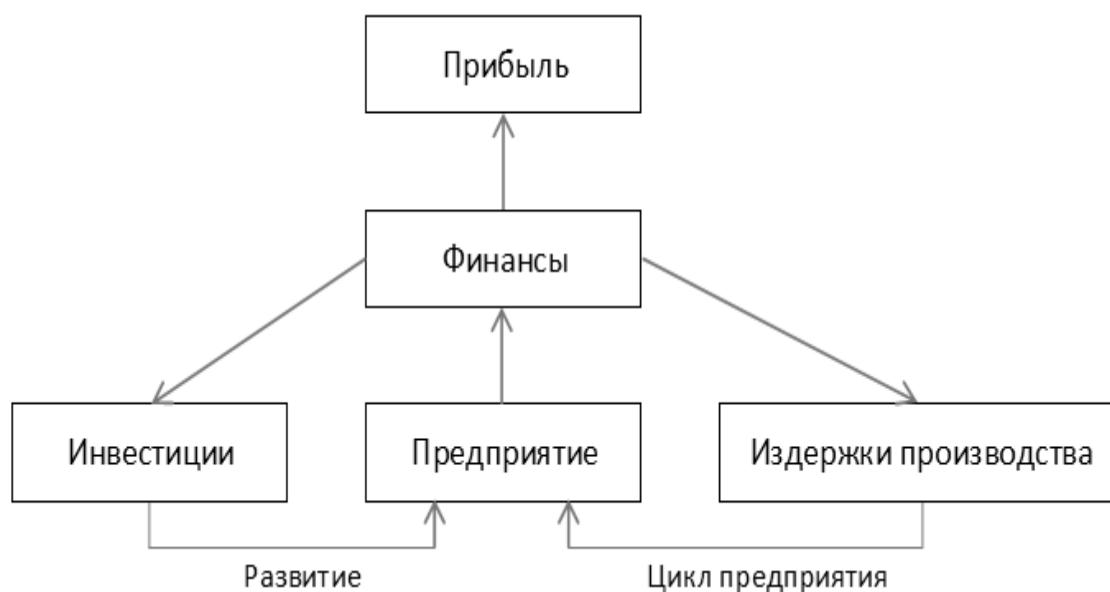 Прибыль
Финансы
Инвестиции
Предприятие
Издержки производства
Развитие
Цикл предприятия